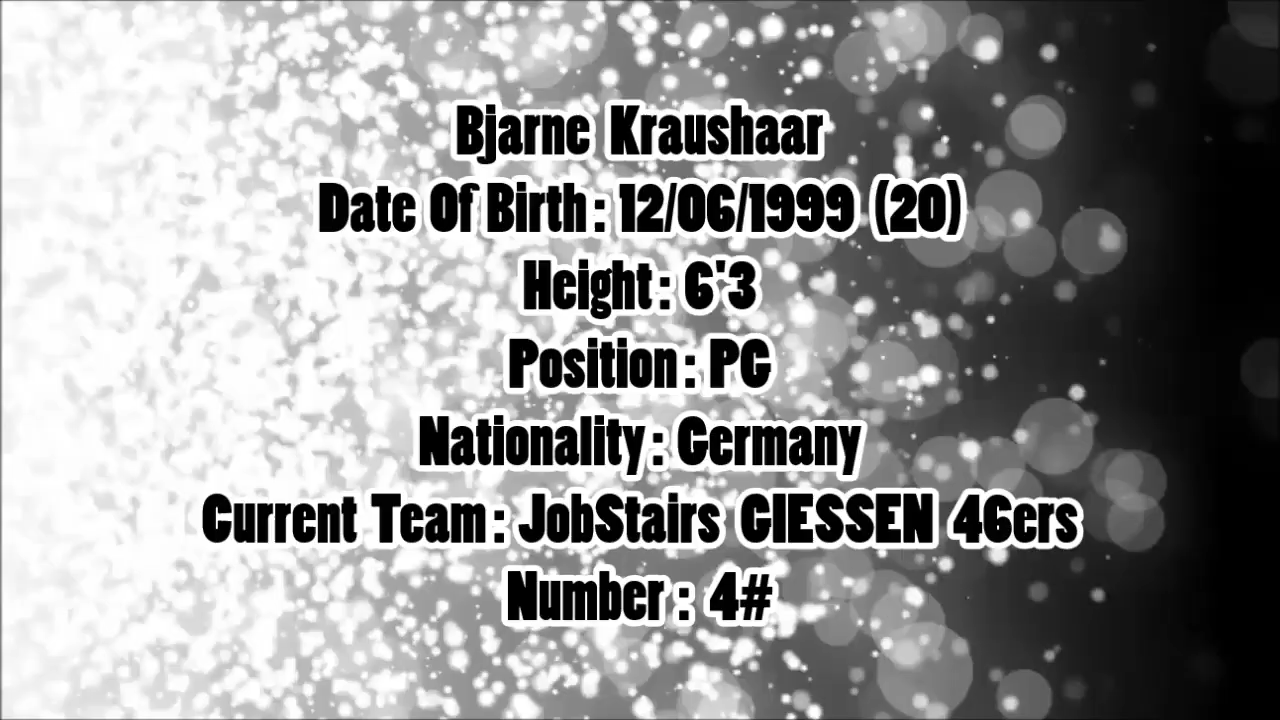 Bjarne Kraushaar
Date Of Birth: 12/06/1999 (20)
Height: 6'3
Position: PG
Nationality: Germany
Current Team: JobStairs GIESSEN 46ers
Number: 4#